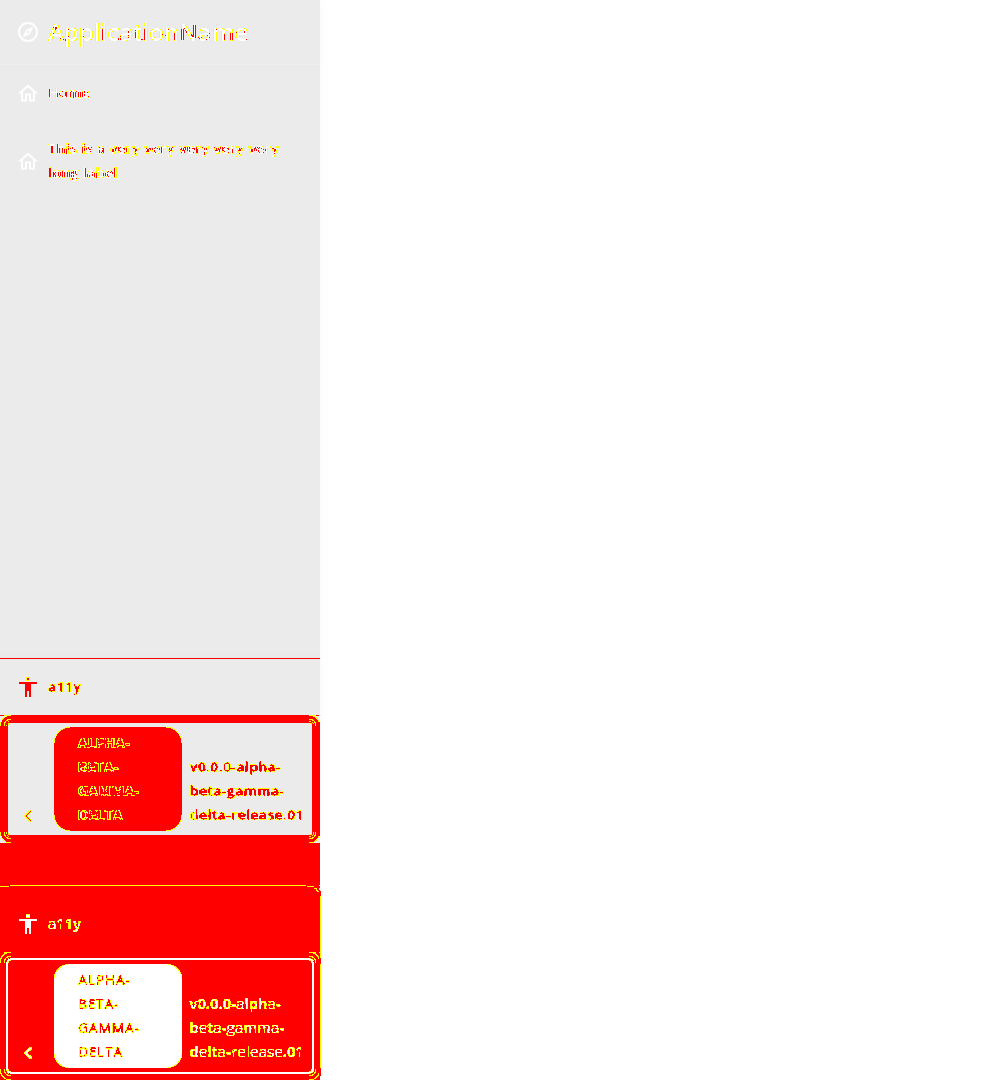 ApplicationName
Home
This is a very very very very very
long label
a11y
ALPHA-
BETA-
GAMMA-
DELTA
v0.0.0-alpha-
beta-gamma-
delta-release.01
a11y
ALPHA-
BETA-
GAMMA-
DELTA
v0.0.0-alpha-
beta-gamma-
delta-release.01